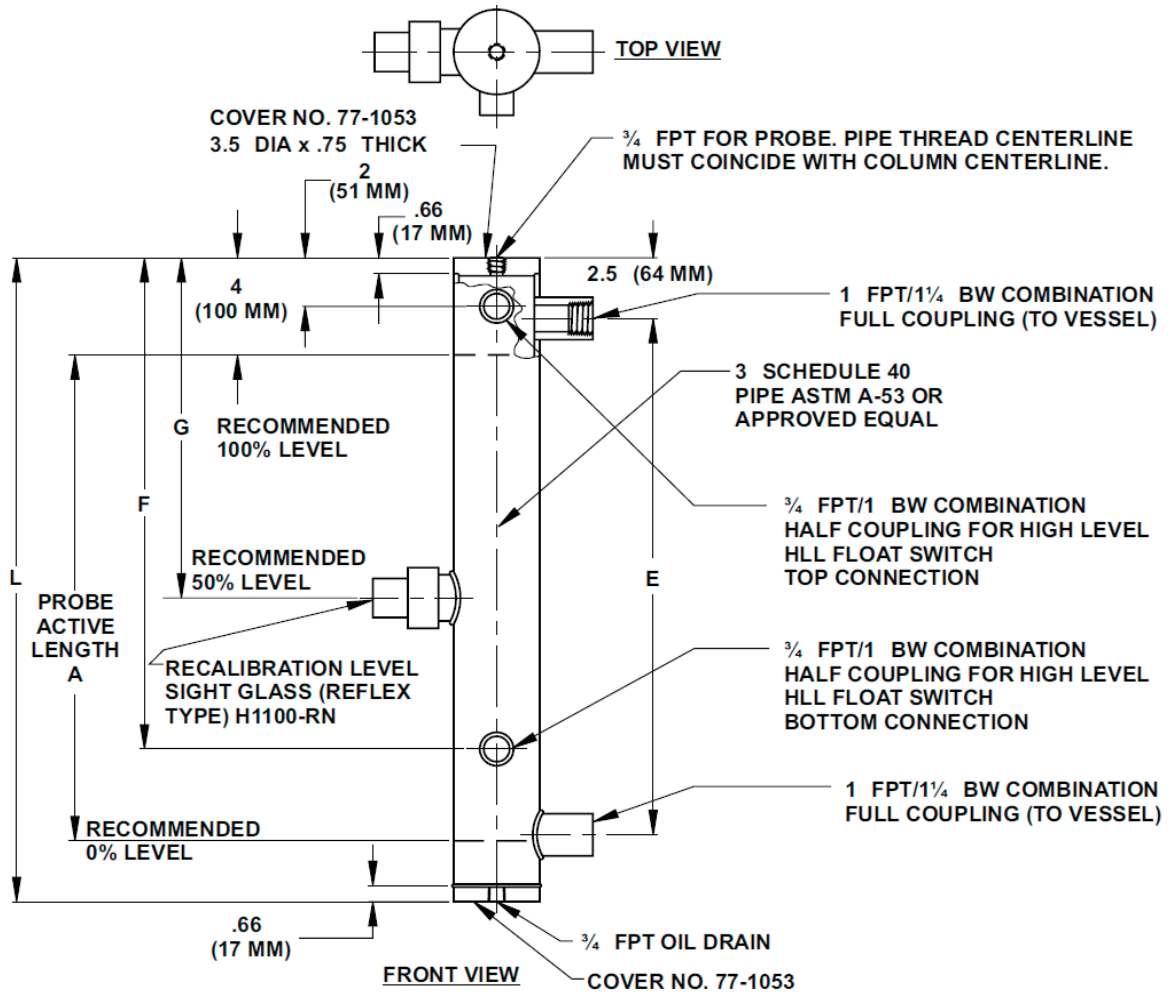 TOP VIEW
COVER NO. 77-1053
3.5 DIA x .75 THICK
2
(51 MM)
.66
(17 MM)
¾ FPT FOR PROBE. PIPE THREAD CENTERLINE
MUST COINCIDE WITH COLUMN CENTERLINE.
4
(100 MM)
2.5 (64 MM)
1 FPT/1¼ BW COMBINATION
FULL COUPLING (TO VESSEL)
3 SCHEDULE 40
PIPE ASTM A-53 OR
APPROVED EQUAL
G
RECOMMENDED
100% LEVEL
F
¾ FPT/1 BW COMBINATION
HALF COUPLING FOR HIGH LEVEL
HLL FLOAT SWITCH
TOP CONNECTION
RECOMMENDED
50% LEVEL
L
E
PROBE
ACTIVE
LENGTH
A
RECALIBRATION LEVEL
SIGHT GLASS (REFLEX
TYPE) H1100-RN
¾ FPT/1 BW COMBINATION
HALF COUPLING FOR HIGH LEVEL
HLL FLOAT SWITCH
BOTTOM CONNECTION
1 FPT/1¼ BW COMBINATION
FULL COUPLING (TO VESSEL)
RECOMMENDED
0% LEVEL
.66
(17 MM)
¾ FPT OIL DRAIN
FRONT VIEW
COVER NO. 77-1053